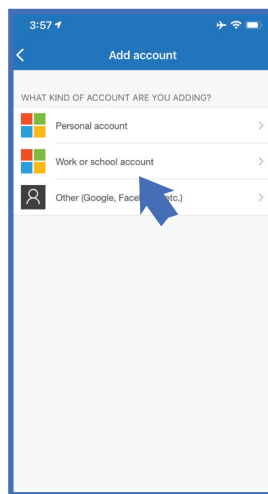 3:57
Add account
WHAT KIND OF ACCOUNT ARE YOU ADDING?
Personal account
Work or school account
Other (Google, Face etc.)